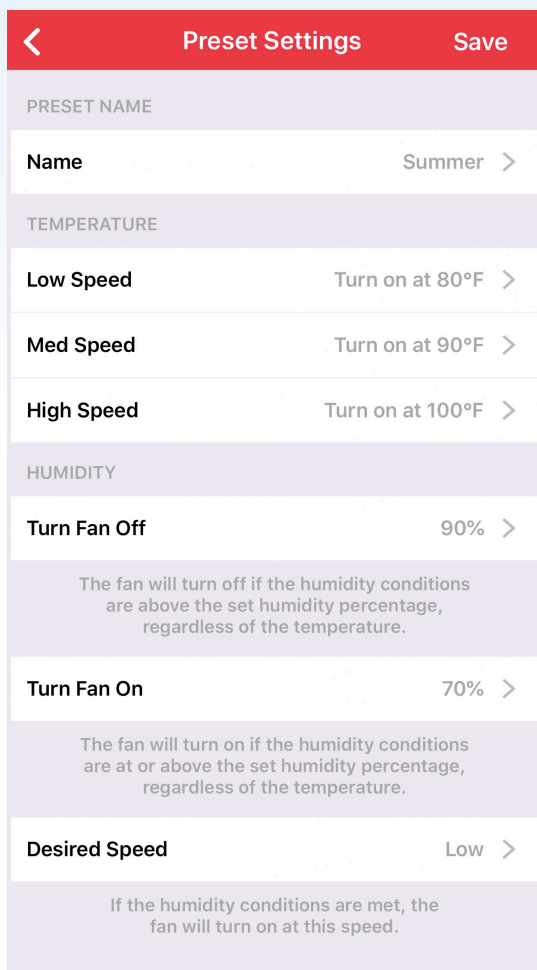 Preset Settings Save
PRESET NAME
Name Summer
TEMPERATURE
Low Speed Turn on at 80°F
Med Speed Turn on at 90°F
High Speed Turn on at 100°F
HUMIDITY
Turn Fan Off 90%
The fan will turn off if the humidity conditions
are above the set humidity percentage,
regardless of the temperature.
Turn Fan On 70%
The fan will turn on if the humidity conditions
are at or above the set humidity percentage,
regardless of the temperature.
Desired Speed Low
If the humidity conditions are met, the
fan will turn on at this speed.